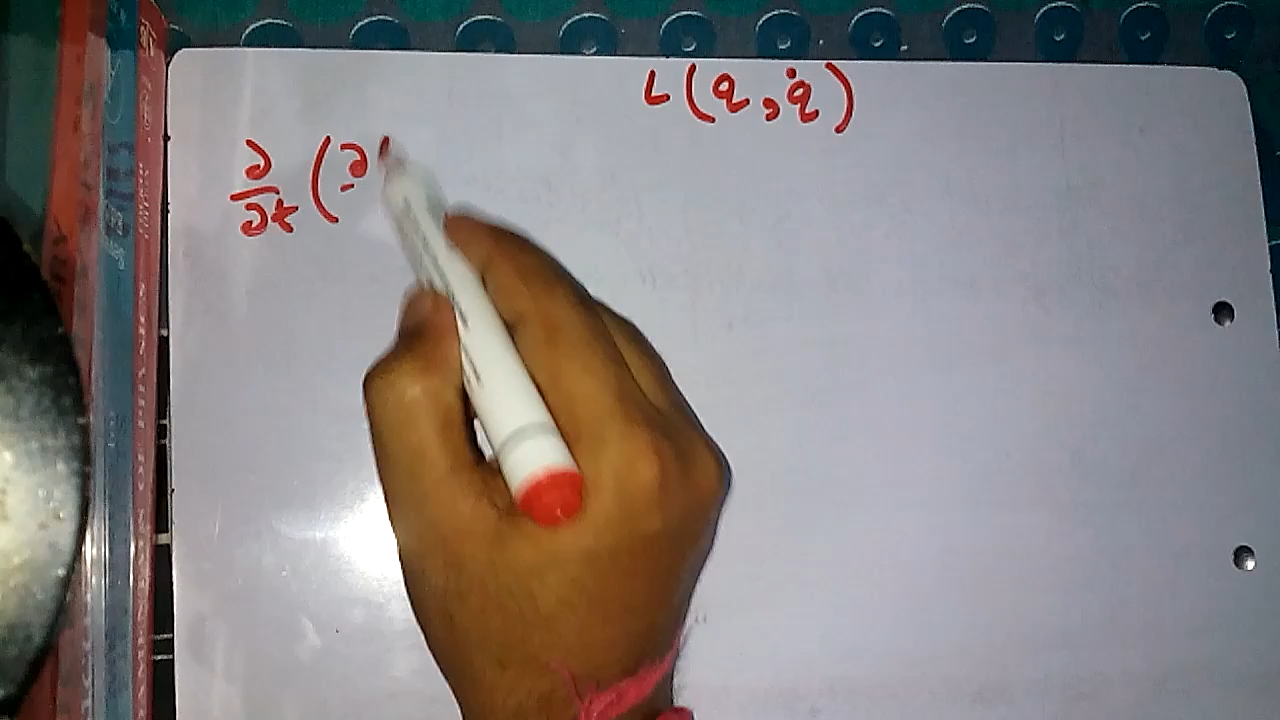 L(q, q̇)
∂/∂t (∂